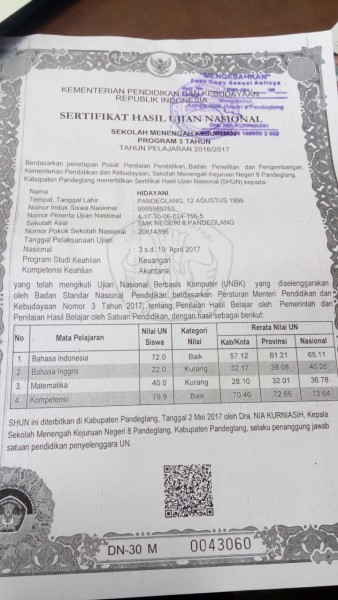 "MENGESAHKAN"
Foto Copy Sesuai Aslinya
KEMENTERIAN PENDIDIKAN DAN KEBUDAYAAN
REPUBLIK INDONESIA
SERTIFIKAT HASIL UJIAN NASIONAL
SEKOLAH MENENGAH KEJURUAN
PROGRAM 3 TAHUN
TAHUN PELAJARAN 2016/2017
Berdasarkan penetapan Pusat Penilaian Pendidikan, Badan Penelitian dan Pengembangan,
Kementerian Pendidikan dan Kebudayaan, Sekolah Menengah Kejuruan Negeri 8 Pandeglang,
Kabupaten Pandeglang menerbitkan Sertifikat Hasil Ujian Nasional (SHUN) kepada:
Nama : HIDAYANI
Tempat, Tanggal Lahir : PANDEGLANG, 12 AGUSTUS 1999
Nomor Induk Siswa Nasional : 9995989753
Nomor Peserta Ujian Nasional : 4-17-30-06-024-156-5
Sekolah Asal : SMK NEGERI 8 PANDEGLANG
Nomor Pokok Sekolah Nasional : 20614396
Tanggal Pelaksanaan Ujian
Nasional : 3 s.d. 19 April 2017
Program Studi Keahlian : Keuangan
Kompetensi Keahlian : Akuntansi
yang telah mengikuti Ujian Nasional Berbasis Komputer (UNBK) yang diselenggarakan
oleh Badan Standar Nasional Pendidikan berdasarkan Peraturan Menteri Pendidikan dan
Kebudayaan Nomor 3 Tahun 2017, tentang Penilaian Hasil Belajar oleh Pemerintah dan
Penilaian Hasil Belajar oleh Satuan Pendidikan, dengan hasil sebagai berikut:
No Mata Pelajaran Nilai UN Siswa Kategori Nilai Rerata Nilai UN
Kab/Kota Provinsi Nasional
1. Bahasa Indonesia 72.0 Baik 57.12 61.21 65.11
2. Bahasa Inggris 22.0 Kurang 32.17 38.08 40.26
3. Matematika 40.0 Kurang 28.10 32.01 36.78
4 Kompetensi 79.9 Baik 70.46 72.66 73.64
SHUN ini diterbitkan di Kabupaten Pandeglang, Tanggal 2 Mei 2017 oleh Dra. NIA KURNIASIH, Kepala
Sekolah Menengah Kejuruan Negeri 8 Pandeglang, Kabupaten Pandeglang, selaku penanggung jawab
satuan pendidikan penyelenggara UN.
DN-30 M 0043060